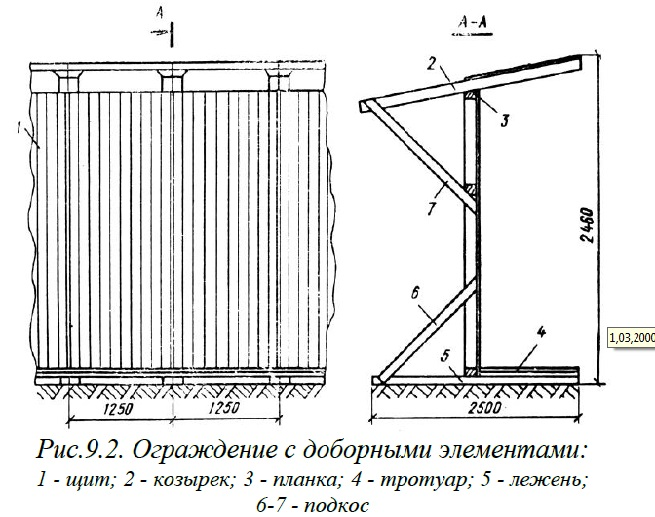 А
А-А
1
2
3
7
6
5
4
2460
1,03,2000
1250
1250
2500
Рис.9.2. Ограждение с доборными элементами:
1 - щит; 2 - козырек; 3 - планка; 4 - тротуар; 5 - лежень;
6-7 - подкос